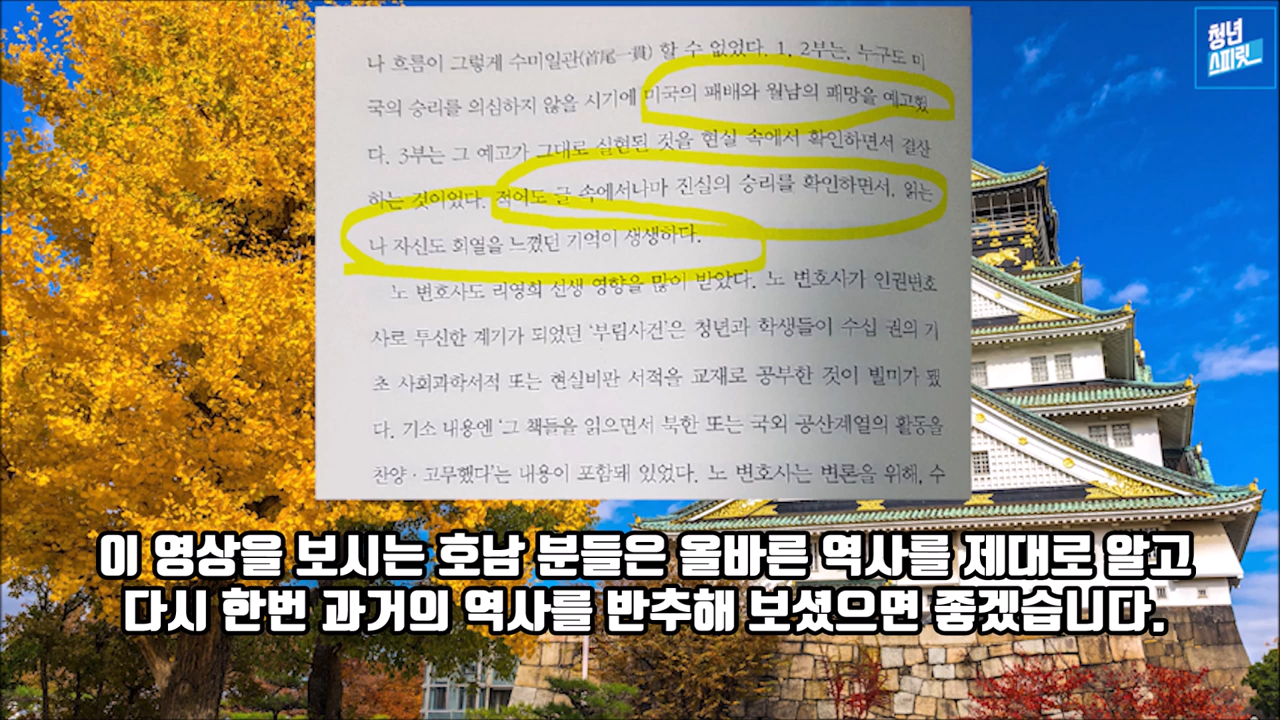 청년
스피릿
나 흐름이 그렇게 수미일관(首尾一貫) 할 수 없었다. 1, 2부는, 누구도 미
국의 승리를 의심하지 않을 시기에 미국의 패배와 월남의 패망을 예고했
다. 3부는 그 예고가 그대로 실현된 것을 현실 속에서 확인하면서 결산
하는 것이었다. 적어도 글 속에서나마 진실의 승리를 확인하면서, 읽는
나 자신도 희열을 느꼈던 기억이 생생하다.
노 변호사도 리영희 선생 영향을 많이 받았다. 노 변호사가 인권변호
사로 투신한 계기가 되었던 ‘부림사건’은 청년과 학생들이 수십 권의 기
초 사회과학서적 또는 현실비판 서적을 교재로 공부한 것이 빌미가 됐
다. 기소 내용엔 ‘그 책들을 읽으면서 북한 또는 국외 공산계열의 활동을
찬양·고무했다’는 내용이 포함돼 있었다. 노 변호사는 변론을 위해, 수
이 영상을 보시는 호남 분들은 올바른 역사를 제대로 알고
다시 한번 과거의 역사를 반추해 보셨으면 좋겠습니다.